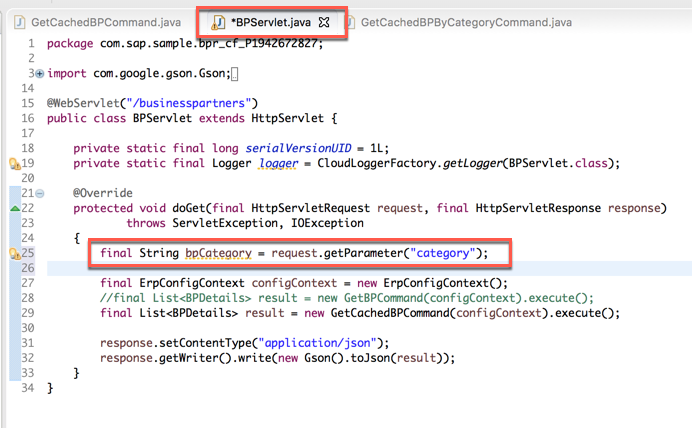 GetCachedBPCommand.java *BPServlet.java GetCachedBPByCategoryCommand.java
1 package com.sap.sample.bpr_cf_P1942672827;
2
3 import com.google.gson.Gson;
14
15 @WebServlet("/businesspartners")
16 public class BPServlet extends HttpServlet {
17
18 private static final long serialVersionUID = 1L;
19 private static final Logger logger = CloudLoggerFactory.getLogger(BPServlet.class);
20
21 @Override
22 protected void doGet(final HttpServletRequest request, final HttpServletResponse response)
23 throws ServletException, IOException
24 {
25 final String bpCategory = request.getParameter("category");
26
27 final ErpConfigContext configContext = new ErpConfigContext();
28 //final List<BPDetails> result = new GetBPCommand(configContext).execute();
29 final List<BPDetails> result = new GetCachedBPCommand(configContext).execute();
30
31 response.setContentType("application/json");
32 response.getWriter().write(new Gson().toJson(result));
33 }
34 }